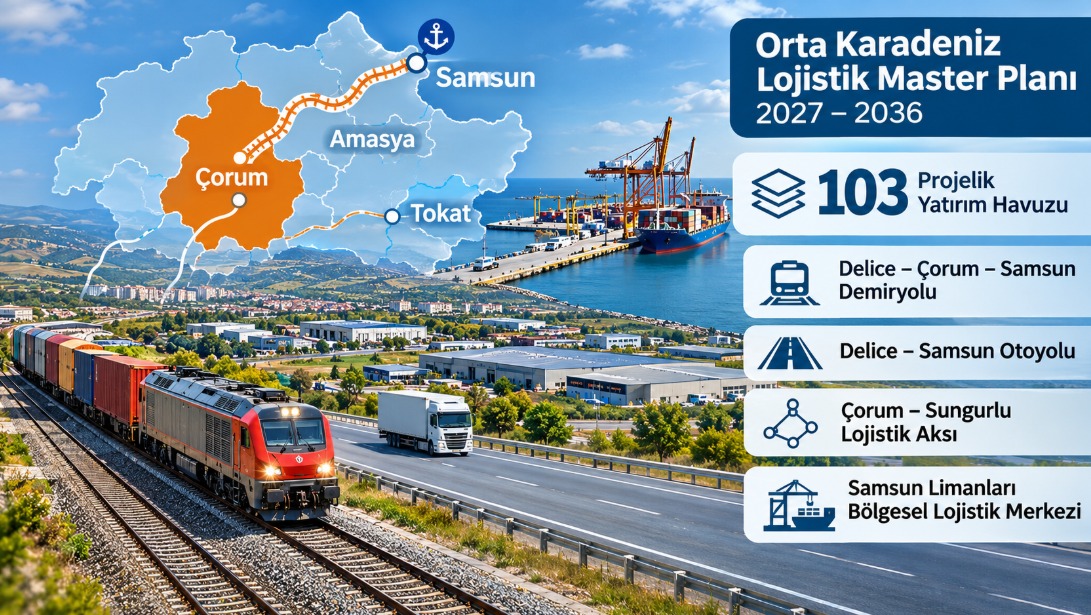 Samsun
Amasya
Çorum
Tokat
Orta Karadeniz
Lojistik Master Planı
2027 – 2036
103 Projelik
Yatırım Havuzu
Delice – Çorum – Samsun
Demiryolu
Delice – Samsun Otoyolu
Çorum – Sungurlu
Lojistik Aksı
Samsun Limanları
Bölgesel Lojistik Merkezi